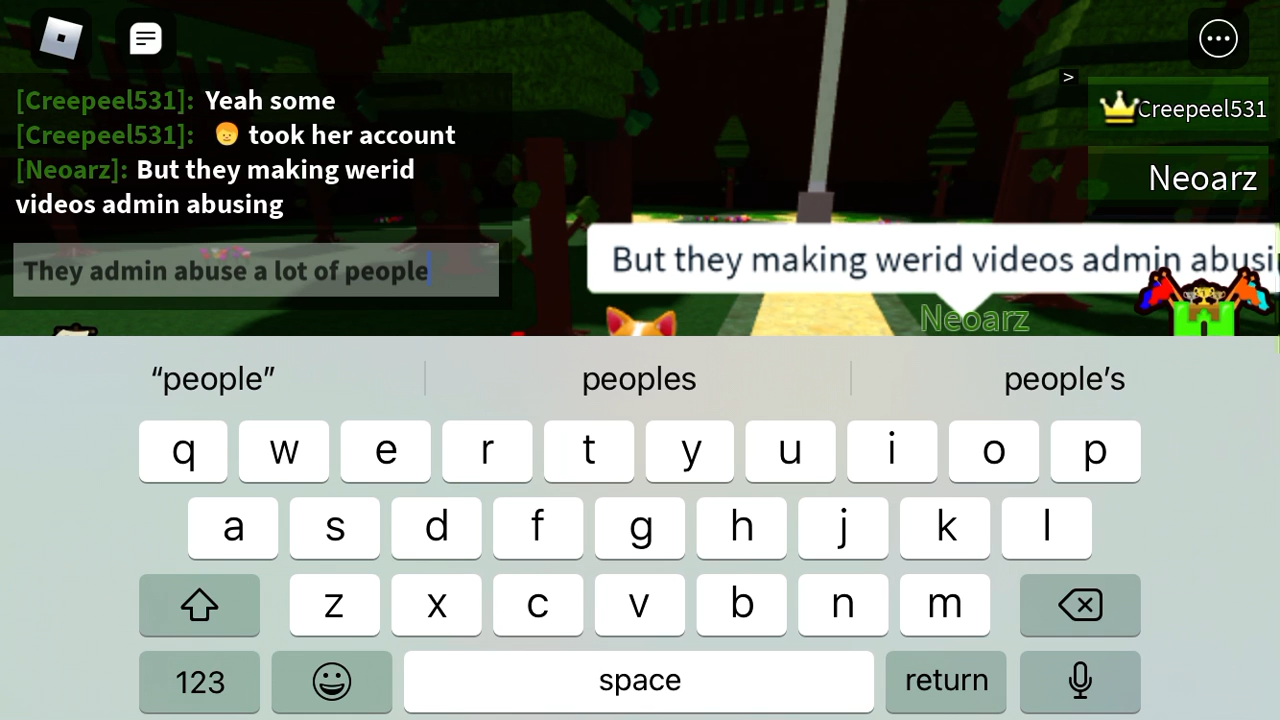 [Creepeel531]: Yeah some
[Creepeel531]: 👦 took her account
[Neoarz]: But they making werid
videos admin abusing
They admin abuse a lot of people
>
Creepeel531
Neoarz
But they making werid videos admin abusi
Neoarz
“people” peoples people’s
q w e r t y u i o p
a s d f g h j k l
z x c v b n m
123 space return